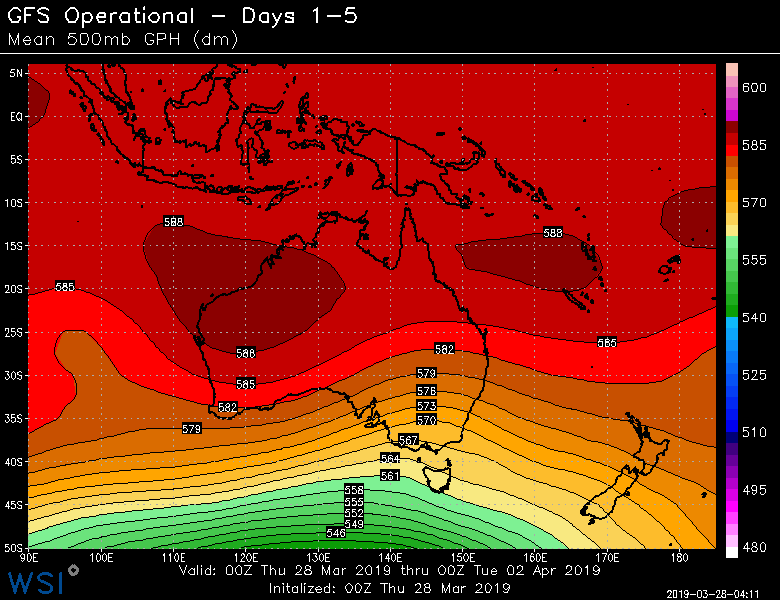 GFS Operational - Days 1-5
Mean 500mb GPH (dm)
5N
EQ
5S
10S
15S
20S
25S
30S
35S
40S
45S
50S
588
588
585
588
585
582
585
582
579
579
576
573
570
567
564
561
558
555
552
549
546
600
585
570
555
540
525
510
495
480
90E 100E 110E 120E 130E 140E 150E 160E 170E 180
Valid: 00Z Thu 28 Mar 2019 thru 00Z Tue 02 Apr 2019
Initalized: 00Z Thu 28 Mar 2019
WSI
2019-03-28-04:11